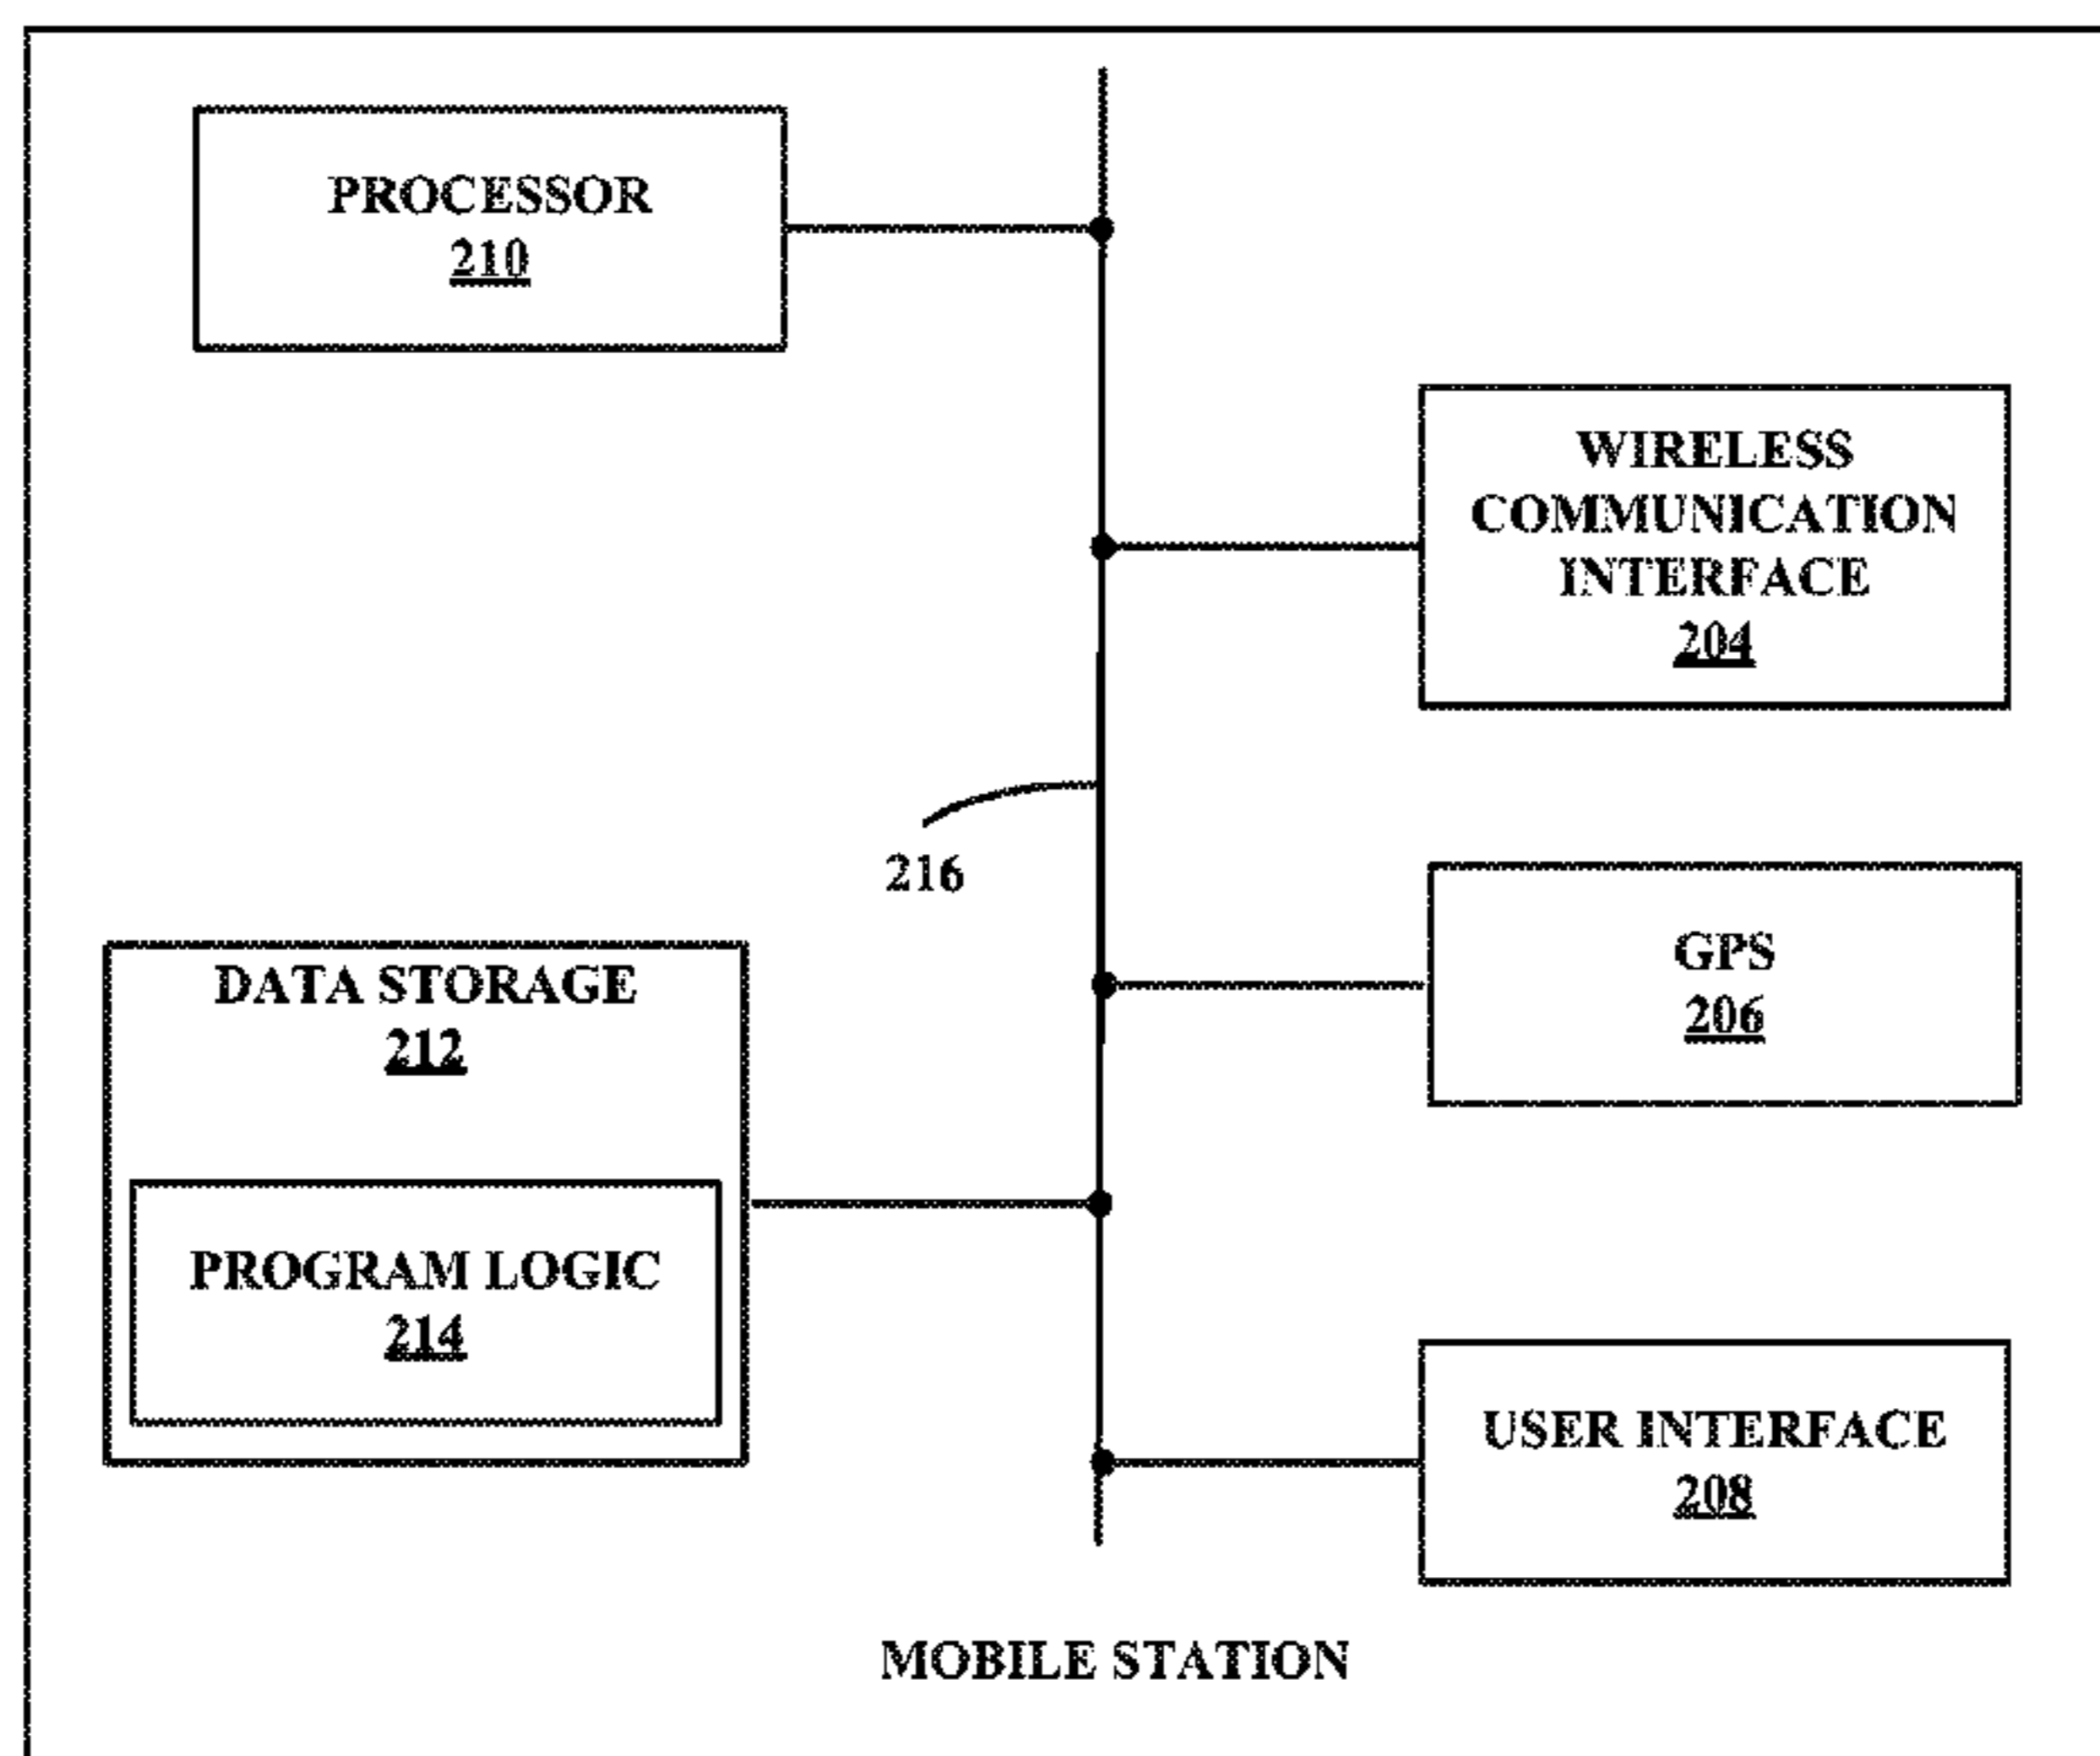 PROCESSOR
210
WIRELESS
COMMUNICATION
INTERFACE
204
216
GPS
206
DATA STORAGE
212
PROGRAM LOGIC
214
USER INTERFACE
208
MOBILE STATION